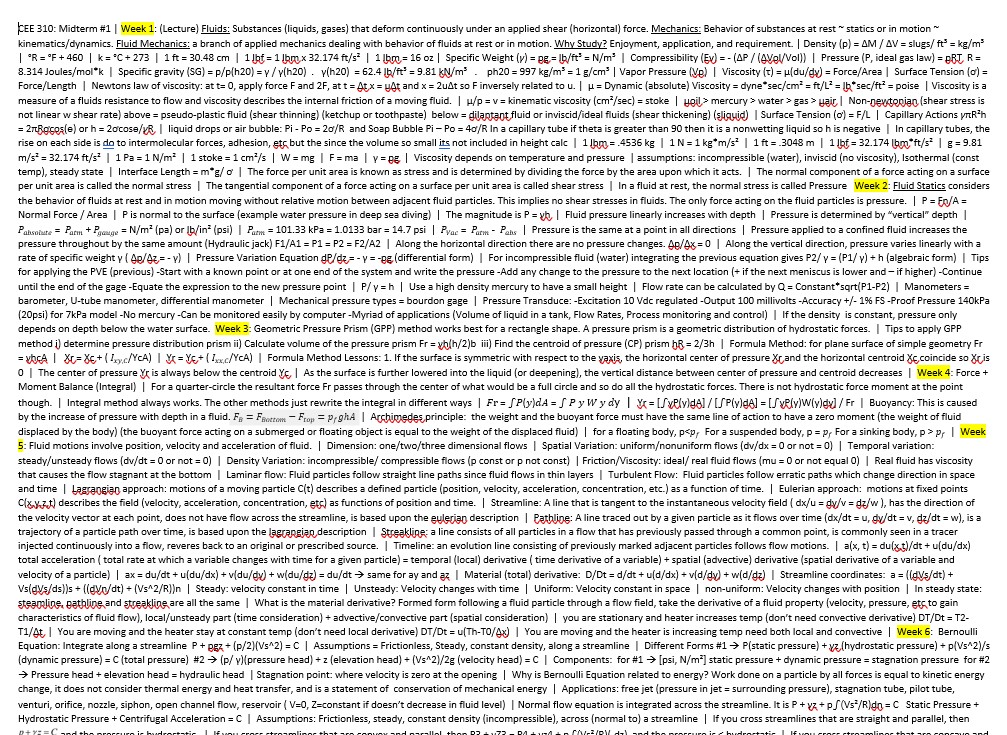 CEE 310: Midterm #1 | Week 1: (Lecture) Fluids: Substances (liquids, gases) that deform continuously under an applied shear (horizontal) force. Mechanics: Behavior of substances at rest ~ statics or in motion ~
kinematics/dynamics. Fluid Mechanics: a branch of applied mechanics dealing with behavior of fluids at rest or in motion. Why Study? Enjoyment, application, and requirement. | Density (p) = ΔM / ΔV = slugs/ ft³ = kg/m³
| °R = °F + 460 | k = °C + 273 | 1 ft = 30.48 cm | 1 lbf = 1 lbm x 32.174 ft/s² | 1 lbm = 16 oz | Specific Weight (γ) = pg = lb/ft³ = N/m³ | Compressibility (Ev) = - (ΔP / (ΔVol/Vol)) | Pressure (P, ideal gas law) = pRT, R =
8.314 Joules/mol*k | Specific gravity (SG) = p/p(h20) = γ / γ(h20) . γ(h20) = 62.4 lb/ft³ = 9.81 kN/m³ . ph20 = 997 kg/m³ = 1 g/cm³ | Vapor Pressure (Vp) | Viscosity (τ) = μ(du/dy) = Force/Area | Surface Tension (σ) =
Force/Length | Newtons law of viscosity: at t= 0, apply force F and 2F, at t = Δt,x = uΔt and x = 2uΔt so F inversely related to u. | μ = Dynamic (absolute) Viscosity = dyne*sec/cm² = ft/L² = lb*sec/ft² = poise | Viscosity is a
measure of a fluids resistance to flow and viscosity describes the internal friction of a moving fluid. | μ/p = v = kinematic viscosity (cm²/sec) = stoke | μoil > mercury > water > gas > μair | Non-newtonian (shear stress is
not linear w shear rate) above = pseudo-plastic fluid (shear thinning) (ketchup or toothpaste) below = dilantant fluid or inviscid/ideal fluids (shear thickening) (sliquid) | Surface Tension (σ) = F/L | Capillary Actions γπR²h
= 2πRσcos(e) or h = 2σcose/γR. | liquid drops or air bubble: Pi - Po = 2σ/R and Soap Bubble Pi – Po = 4σ/R In a capillary tube if theta is greater than 90 then it is a nonwetting liquid so h is negative | In capillary tubes, the
rise on each side is do to intermolecular forces, adhesion, etc but the since the volume so small its not included in height calc | 1 lbm = .4536 kg | 1 N = 1 kg*m/s² | 1 ft = .3048 m | 1 lbf = 32.174 lbm*ft/s² | g = 9.81
m/s² = 32.174 ft/s² | 1 Pa = 1 N/m² | 1 stoke = 1 cm²/s | W = mg | F = ma | γ = pg | Viscosity depends on temperature and pressure | assumptions: incompressible (water), inviscid (no viscosity), Isothermal (const
temp), steady state | Interface Length = m*g/ σ | The force per unit area is known as stress and is determined by dividing the force by the area upon which it acts. | The normal component of a force acting on a surface
per unit area is called the normal stress | The tangential component of a force acting on a surface per unit area is called shear stress | In a fluid at rest, the normal stress is called Pressure Week 2: Fluid Statics considers
the behavior of fluids at rest and in motion moving without relative motion between adjacent fluid particles. This implies no shear stresses in fluids. The only force acting on the fluid particles is pressure. | P = Fn/A =
Normal Force / Area | P is normal to the surface (example water pressure in deep sea diving) | The magnitude is P = γh. | Fluid pressure linearly increases with depth | Pressure is determined by “vertical” depth |
P_absolute = P_atm + P_gauge = N/m² (pa) or lb/in² (psi) | P_atm = 101.33 kPa = 1.0133 bar = 14.7 psi | P_Vac = P_atm - P_abs | Pressure is the same at a point in all directions | Pressure applied to a confined fluid increases the
pressure throughout by the same amount (Hydraulic jack) F1/A1 = P1 = P2 = F2/A2 | Along the horizontal direction there are no pressure changes. Δp/Δx = 0 | Along the vertical direction, pressure varies linearly with a
rate of specific weight γ ( Δp/Δz = - γ) | Pressure Variation Equation dP/dz = - γ = -pg (differential form) | For incompressible fluid (water) integrating the previous equation gives P2/ γ = (P1/ γ) + h (algebraic form) | Tips
for applying the PVE (previous) -Start with a known point or at one end of the system and write the pressure -Add any change to the pressure to the next location (+ if the next meniscus is lower and – if higher) -Continue
until the end of the gage -Equate the expression to the new pressure point | P/ γ = h | Use a high density mercury to have a small height | Flow rate can be calculated by Q = Constant*sqrt(P1-P2) | Manometers =
barometer, U-tube manometer, differential manometer | Mechanical pressure types = bourdon gage | Pressure Transduce: -Excitation 10 Vdc regulated -Output 100 millivolts -Accuracy +/- 1% FS -Proof Pressure 140kPa
(20psi) for 7kPa model -No mercury -Can be monitored easily by computer -Myriad of applications (Volume of liquid in a tank, Flow Rates, Process monitoring and control) | If the density is constant, pressure only
depends on depth below the water surface. Week 3: Geometric Pressure Prism (GPP) method works best for a rectangle shape. A pressure prism is a geometric distribution of hydrostatic forces. | Tips to apply GPP
method i) determine pressure distribution prism ii) Calculate volume of the pressure prism Fr = γh(h/2)b iii) Find the centroid of pressure (CP) prism hR = 2/3h | Formula Method: for plane surface of simple geometry Fr
= γhcA | Xr = Xc + ( I_xy,c/YcA) | Yr = Yc + ( I_xx,c/YcA) | Formula Method Lessons: 1. If the surface is symmetric with respect to the yaxis, the horizontal center of pressure Xr and the horizontal centroid Xc coincide so Xr is
0 | The center of pressure Yr is always below the centroid Yc | As the surface is further lowered into the liquid (or deepening), the vertical distance between the center of pressure and centroid decreases | Week 4: Force +
Moment Balance (Integral) | For a quarter-circle the resultant force Fr passes through the center of what would be a full circle and so do all the hydrostatic forces. There is not hydrostatic force moment at the point
though. | Integral method always works. The other methods just rewrite the integral in different ways | Fr = ∫P(y)dA = ∫ P y W y dy | Yr = [∫yP(y)dA] / [∫P(y)dA] = [∫yP(y)W(y)dy] / Fr | Buoyancy: This is caused
by the increase of pressure with depth in a fluid. F_B = F_Bottom − F_top = p_f ghA | Archimedes principle: the weight and the buoyant force must have the same line of action to have a zero moment (the weight of fluid
displaced by the body) (the buoyant force acting on a submerged or floating object is equal to the weight of the displaced fluid) | for a floating body, p<p_f For a suspended body, p = p_f For a sinking body, p > p_f | Week
5: Fluid motions involve position, velocity and acceleration of fluid. | Dimension: one/two/three dimensional flows | Spatial Variation: uniform/nonuniform flows (dv/dx = 0 or not = 0) | Temporal variation:
steady/unsteady flows (dv/dt = 0 or not = 0) | Density Variation: incompressible/ compressible flows (p const or p not const) | Friction/Viscosity: ideal/ real fluid flows (mu = 0 or not equal 0) | Real fluid has viscosity
that causes the flow stagnant at the bottom | Laminar flow: Fluid particles follow straight line paths since fluid flows in thin layers | Turbulent Flow: Fluid particles follow erratic paths which change direction in space
and time | Lagrangian approach: motions of a moving particle C(t) describes a defined particle (position, velocity, acceleration, concentration, etc.) as a function of time. | Eulerian approach: motions at fixed points
C(x,y,z,t) describes the field (velocity, acceleration, concentration, etc) as functions of position and time. | Streamline: A line that is tangent to the instantaneous velocity field ( dx/u = dy/v = dz/w ), has the direction of
the velocity vector at each point, does not have flow across the streamline, is based upon the eulerian description | Pathline: A line traced out by a given particle as it flows over time (dx/dt = u, dy/dt = v, dz/dt = w), is a
trajectory of a particle path over time, is based upon the lagrangian description | Streakline: a line consists of all particles in a flow that has previously passed through a common point, is commonly seen in a tracer
injected continuously into a flow, reverses back to an original or prescribed source. | Timeline: an evolution line consisting of previously marked adjacent particles follows flow motions. | a(x, t) = du(x,t)/dt + u(du/dx)
total acceleration ( total rate at which a variable changes with time for a given particle) = temporal (local) derivative ( time derivative of a variable) + spatial (advective) derivative (spatial derivative of a variable and
velocity of a particle) | ax = du/dt + u(du/dx) + v(du/dy) + w(du/dz) = du/dt → same for ay and az | Material (total) derivative: D/Dt = d/dt + u(d/dx) + v(d/dy) + w(d/dz) | Streamline coordinates: a = ((dVs/dt) +
Vs(dVs/ds))s + ((dVn/dt) + (Vs^2/R))n | Steady: velocity constant in time | Unsteady: Velocity changes with time | Uniform: Velocity constant in space | non-uniform: Velocity changes with position | In steady state:
steamline, pathline and streakline are all the same | What is the material derivative? Formed form following a fluid particle through a flow field, take the derivative of a fluid property (velocity, pressure, etc to gain
characteristics of fluid flow), local/unsteady part (time consideration) + advective/convective part (spatial consideration) | you are stationary and heater increases temp (don’t need convective derivative) DT/Dt = T2-
T1/Δt | You are moving and the heater stay at constant temp (don’t need local derivative) DT/Dt = u(Th-T0/Δx) | You are moving and the heater is increasing temp need both local and convective | Week 6: Bernoulli
Equation: Integrate along a streamline P + pgz + (p/2)(Vs^2) = C | Assumptions = Frictionless, Steady, constant density, along a streamline | Different Forms #1 → P(static pressure) + γz (hydrostatic pressure) + p(Vs^2)/s
(dynamic pressure) = C (total pressure) #2 → (p/ γ)(pressure head) + z (elevation head) + (Vs^2)/2g (velocity head) = C | Components: for #1 → [psi, N/m²] static pressure + dynamic pressure = stagnation pressure for #2
→ Pressure head + elevation head = hydraulic head | Stagnation point: where velocity is zero at the opening | Why is Bernoulli Equation related to energy? Work done on a particle by all forces is equal to kinetic energy
change, it does not consider thermal energy and heat transfer, and is a statement of conservation of mechanical energy | Applications: free jet (pressure in jet = surrounding pressure), stagnation tube, pilot tube,
venturi, orifice, nozzle, siphon, open channel flow, reservoir ( V=0, Z=constant if doesn’t decrease in fluid level) | Normal flow equation is integrated across the streamline. It is P + γz + p∫(Vs²/R)dn = C Static Pressure +
Hydrostatic Pressure + Centrifugal Acceleration = C | Assumptions: Frictionless, steady, constant density (incompressible), across (normal to) a streamline | If you cross streamlines that are straight and parallel, then
p + γz = C and the pressure is hydrostatic | If you cross streamlines that are convex and parallel, then P3 + γZ3 = P4 + γz4 + p ∫(Vs²/R)( dz) and the pressure is < hydrostatic | If you cross streamlines that are concave and